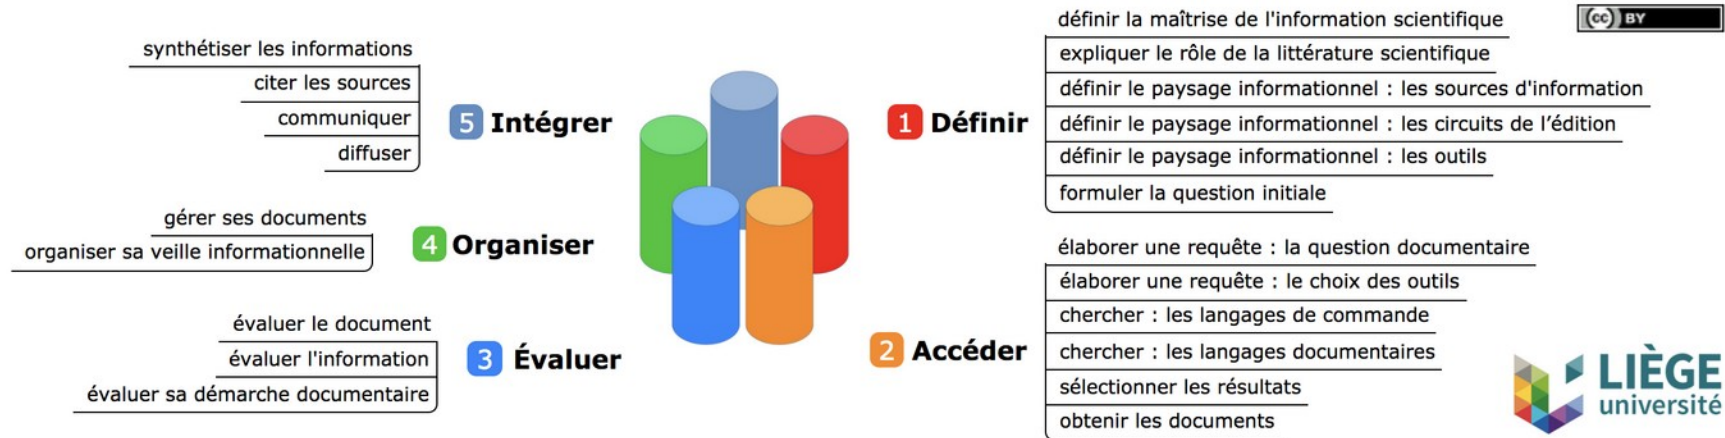 1 Définir
définir la maîtrise de l'information scientifique
expliquer le rôle de la littérature scientifique
définir le paysage informationnel : les sources d'information
définir le paysage informationnel : les circuits de l’édition
définir le paysage informationnel : les outils
formuler la question initiale
2 Accéder
élaborer une requête : la question documentaire
élaborer une requête : le choix des outils
chercher : les langages de commande
chercher : les langages documentaires
sélectionner les résultats
obtenir les documents
3 Évaluer
évaluer le document
évaluer l'information
évaluer sa démarche documentaire
4 Organiser
gérer ses documents
organiser sa veille informationnelle
5 Intégrer
synthétiser les informations
citer les sources
communiquer
diffuser
cc BY
LIÈGE
université